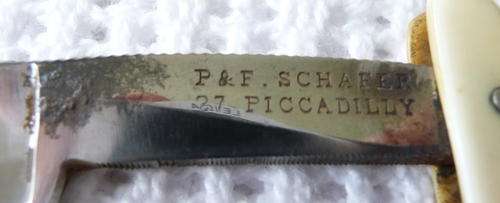 P & F. SCHAFER
27 PICCADILLY